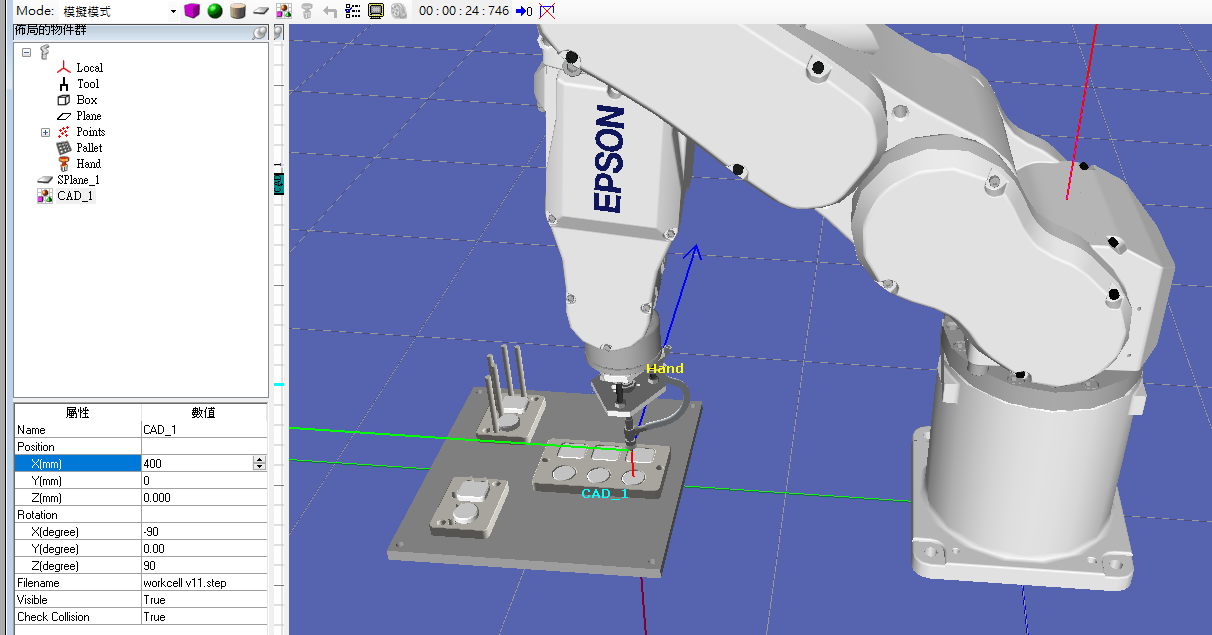 Mode: 模擬模式 00 : 00 : 24 : 746
佈局的物件群
Local
Tool
Box
Plane
Points
Pallet
Hand
SPlane_1
CAD_1
屬性 數值
Name CAD_1
Position
X(mm) 400
Y(mm) 0
Z(mm) 0.000
Rotation
X(degree) -90
Y(degree) 0.00
Z(degree) 90
Filename workcell v11.step
Visible True
Check Collision True
1
CAD
EPSON
Hand
CAD_1